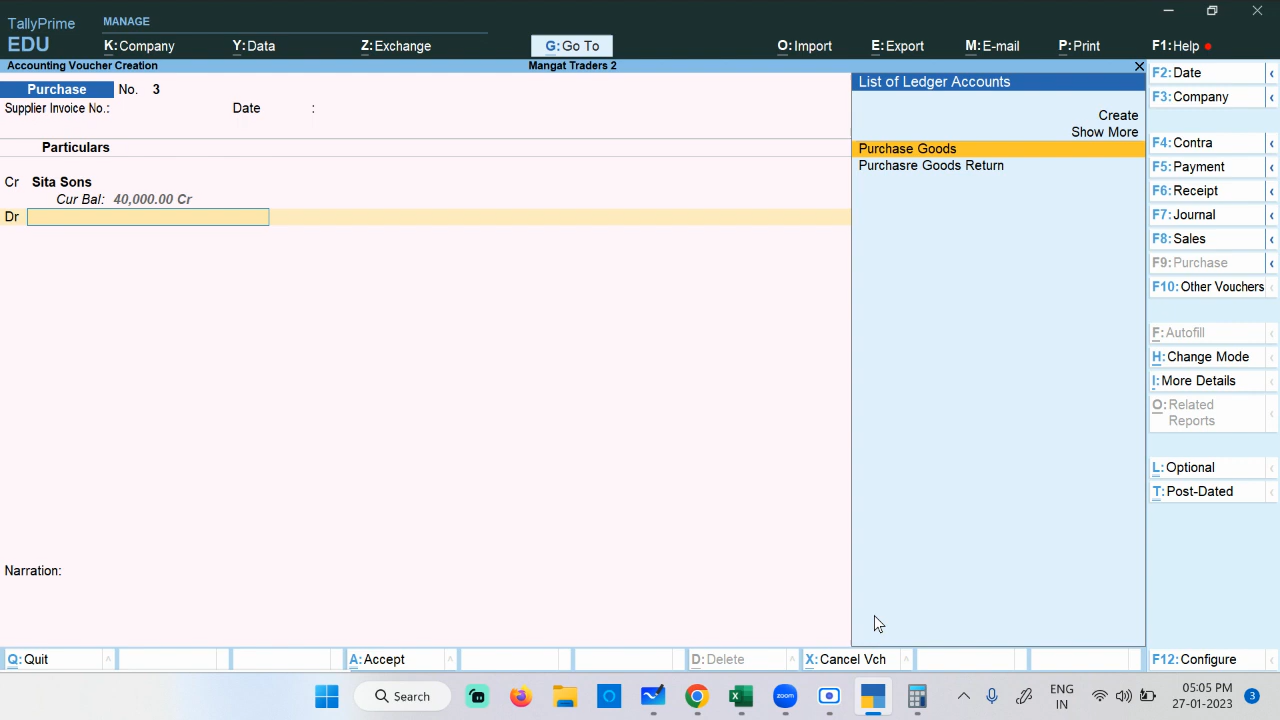 TallyPrime
EDU
MANAGE
K:Company
Y:Data
Z:Exchange
G:Go To
O:Import
E:Export
M:E-mail
P:Print
F1:Help
Accounting Voucher Creation
Mangat Traders 2
Purchase No. 3
Supplier Invoice No.: Date :
Particulars
Cr Sita Sons
Cur Bal: 40,000.00 Cr
Dr
Narration:
List of Ledger Accounts
Create
Show More
Purchase Goods
Purchasre Goods Return
F2:Date
F3:Company
F4:Contra
F5:Payment
F6:Receipt
F7:Journal
F8:Sales
F9:Purchase
F10:Other Vouchers
F:Autofill
H:Change Mode
I:More Details
O:Related
Reports
L:Optional
T:Post-Dated
F12:Configure
Q:Quit
A:Accept
D:Delete
X:Cancel Vch
Search
zoom
ENG
IN
05:05 PM
27-01-2023
3